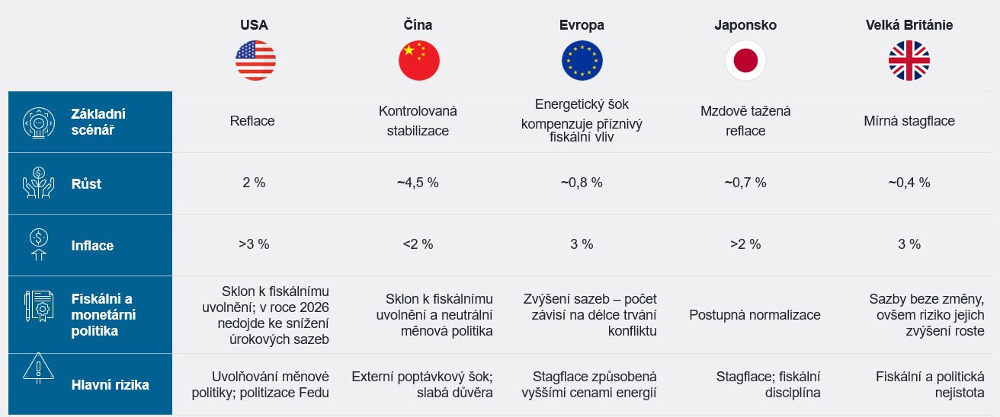 USA
Čína
Evropa
Japonsko
Velká Británie
Základní
scénář
Reflace
Kontrolovaná
stabilizace
Energetický šok
kompenzuje příznivý
fiskální vliv
Mzdově tažená
reflace
Mírná stagflace
Růst
2 %
~4,5 %
~0,8 %
~0,7 %
~0,4 %
Inflace
>3 %
<2 %
3 %
>2 %
3 %
Fiskální a
monetární
politika
Sklon k fiskálnímu
uvolnění; v roce 2026
nedojde ke snížení
úrokových sazeb
Sklon k fiskálnímu
uvolnění a neutrální
měnová politika
Zvýšení sazeb – počet
závisí na délce trvání
konfliktu
Postupná normalizace
Sazby beze změny,
ovšem riziko jejich
zvýšení roste
Hlavní rizika
Uvolňování měnové
politiky; politizace Fedu
Externí poptávkový šok;
slabá důvěra
Stagflace způsobená
vyššími cenami energií
Stagflace; fiskální
disciplína
Fiskální a politická
nejistota